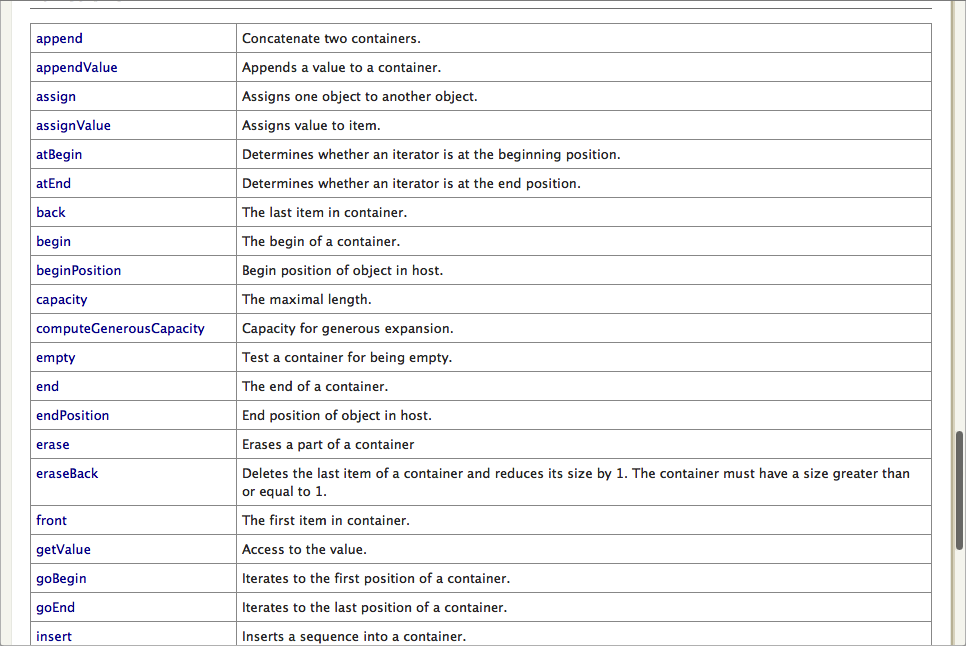 append Concatenate two containers.
appendValue Appends a value to a container.
assign Assigns one object to another object.
assignValue Assigns value to item.
atBegin Determines whether an iterator is at the beginning position.
atEnd Determines whether an iterator is at the end position.
back The last item in container.
begin The begin of a container.
beginPosition Begin position of object in host.
capacity The maximal length.
computeGenerousCapacity Capacity for generous expansion.
empty Test a container for being empty.
end The end of a container.
endPosition End position of object in host.
erase Erases a part of a container
eraseBack Deletes the last item of a container and reduces its size by 1. The container must have a size greater than
or equal to 1.
front The first item in container.
getValue Access to the value.
goBegin Iterates to the first position of a container.
goEnd Iterates to the last position of a container.
insert Inserts a sequence into a container.